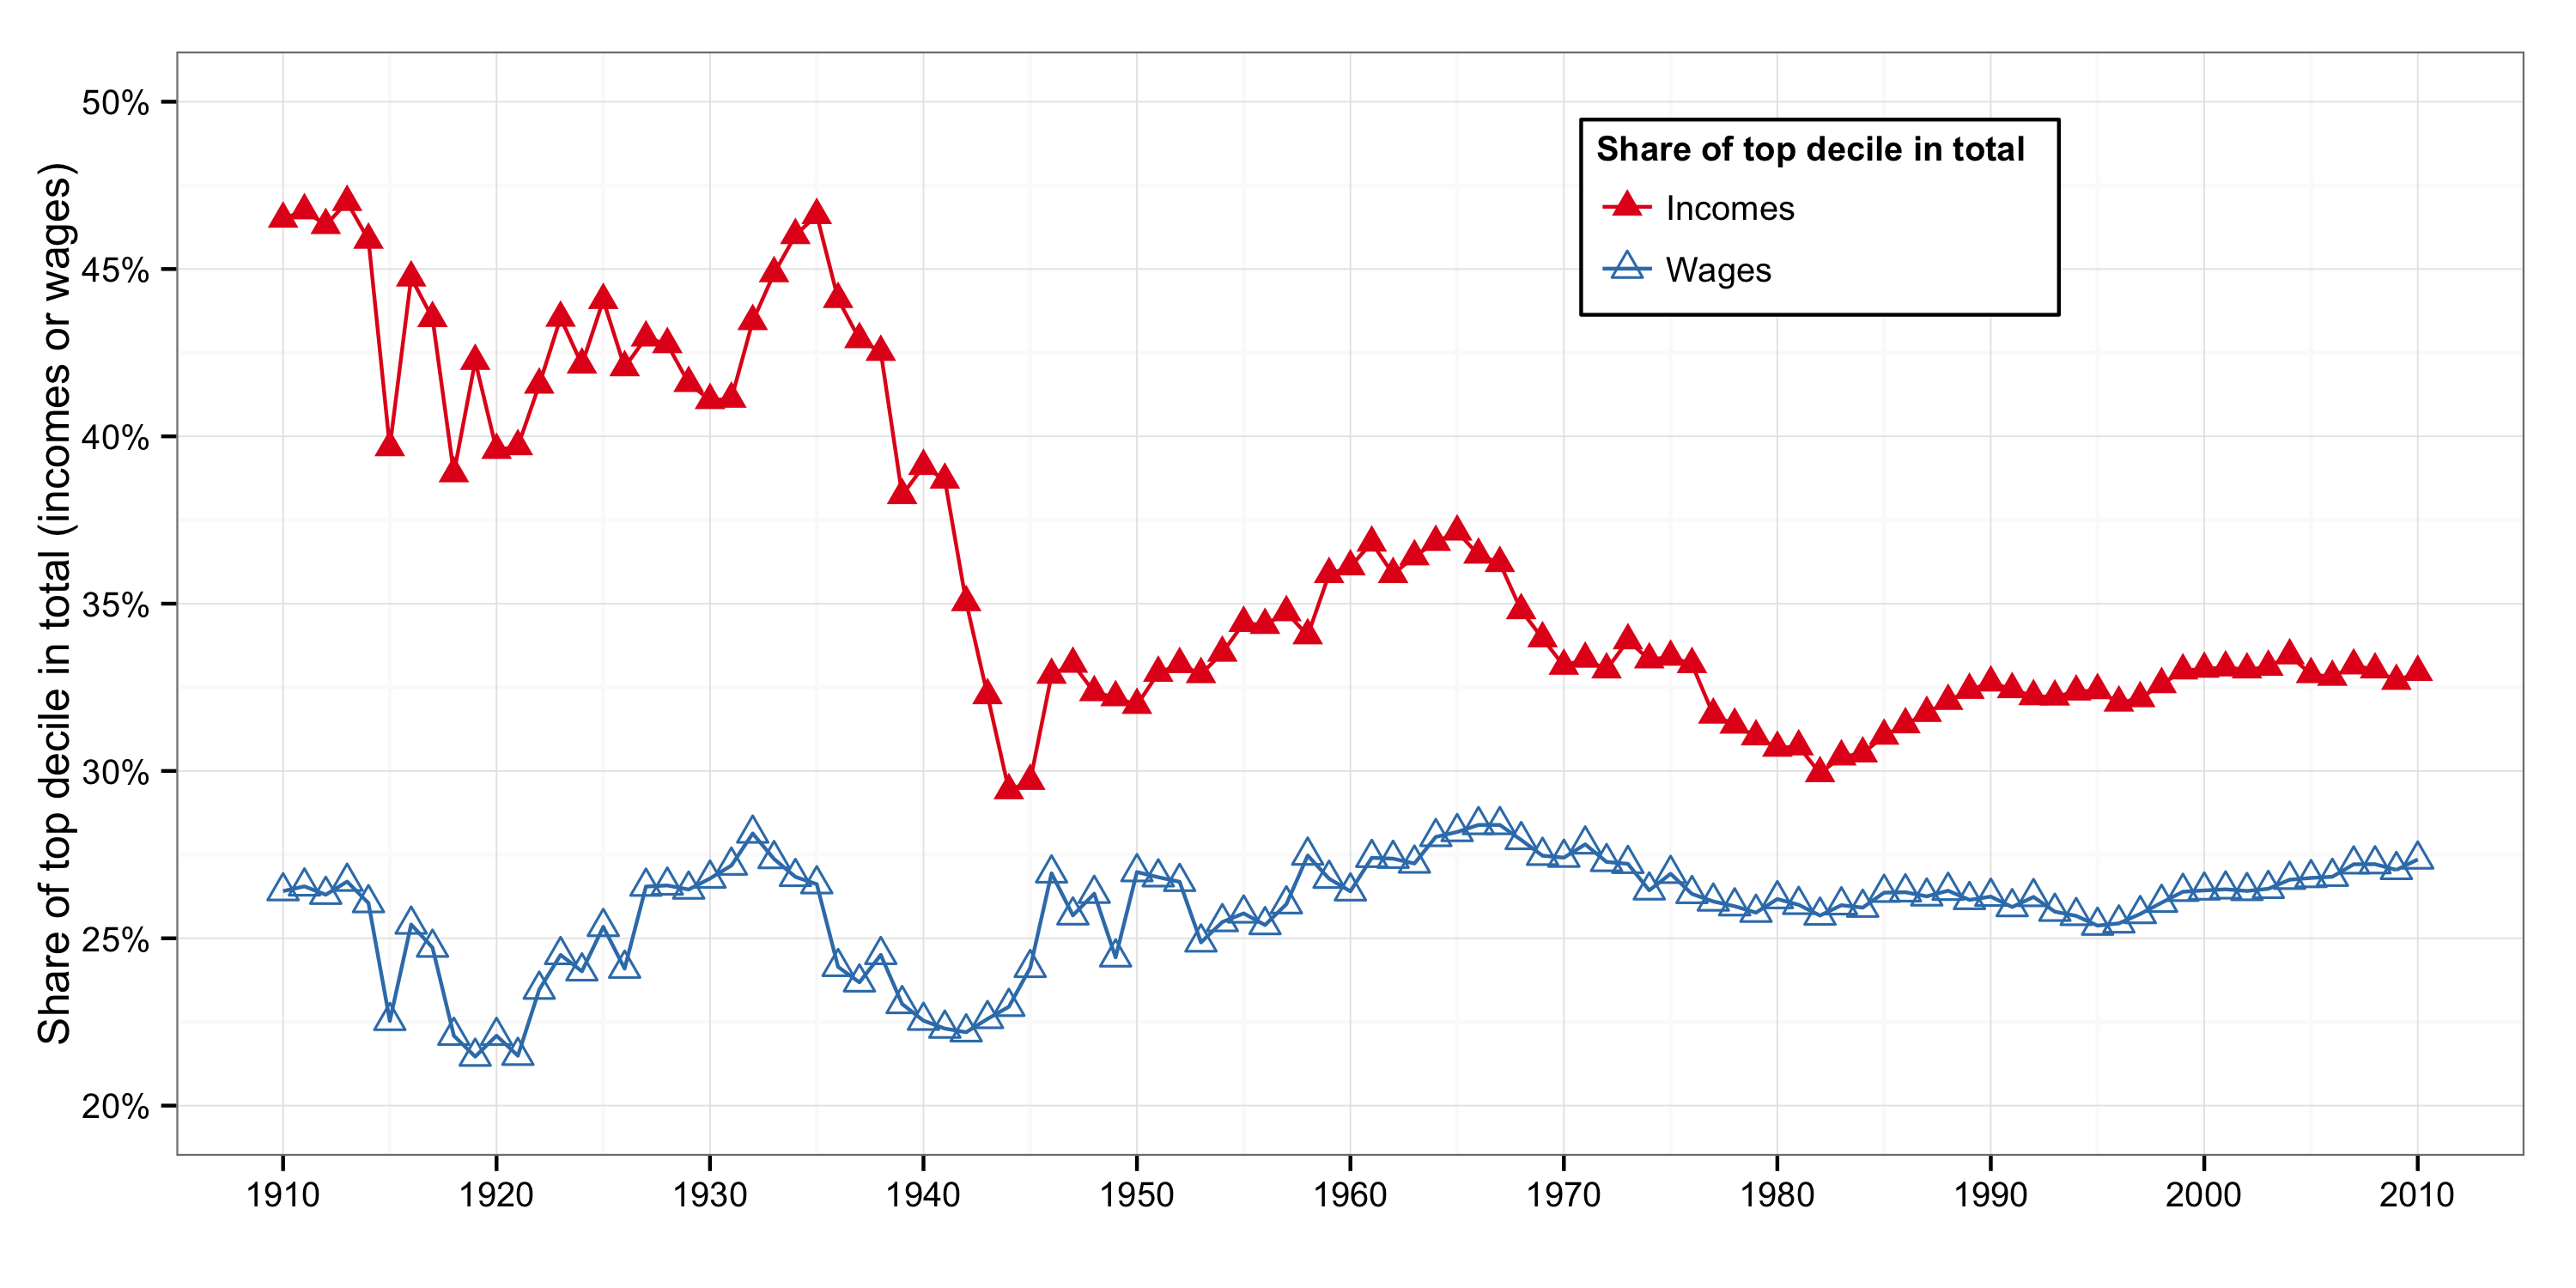 Share of top decile in total (incomes or wages)
50%
45%
40%
35%
30%
25%
20%
Share of top decile in total
Incomes
Wages
1910 1920 1930 1940 1950 1960 1970 1980 1990 2000 2010